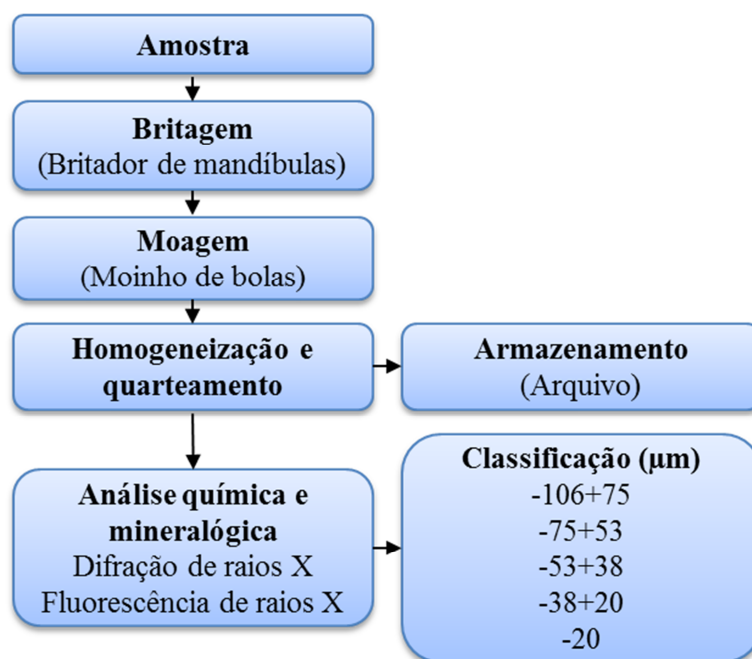 Amostra
Britagem
(Britador de mandíbulas)
Moagem
(Moinho de bolas)
Homogeneização e
quarteamento
Armazenamento
(Arquivo)
Análise química e
mineralógica
Difração de raios X
Fluorescência de raios X
Classificação (µm)
-106+75
-75+53
-53+38
-38+20
-20